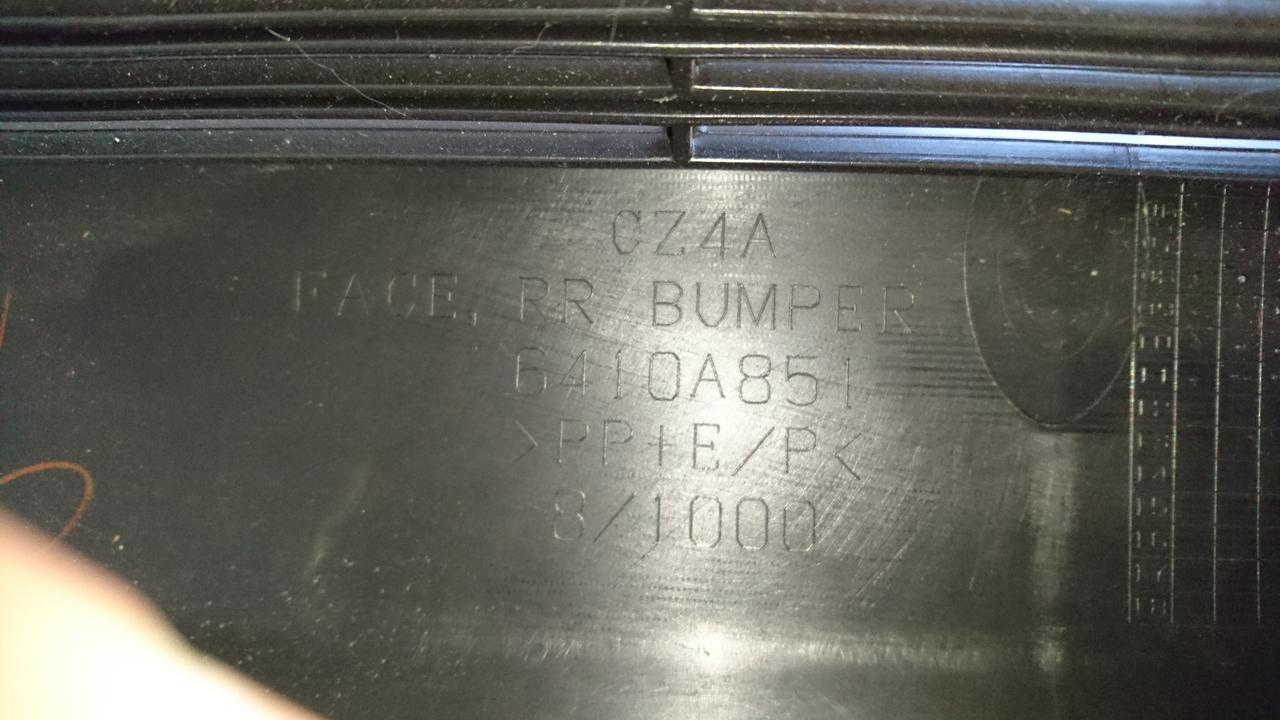 CZ4A
FACE, RR BUMPER
6410A851
>PP+E/P<
8/1000